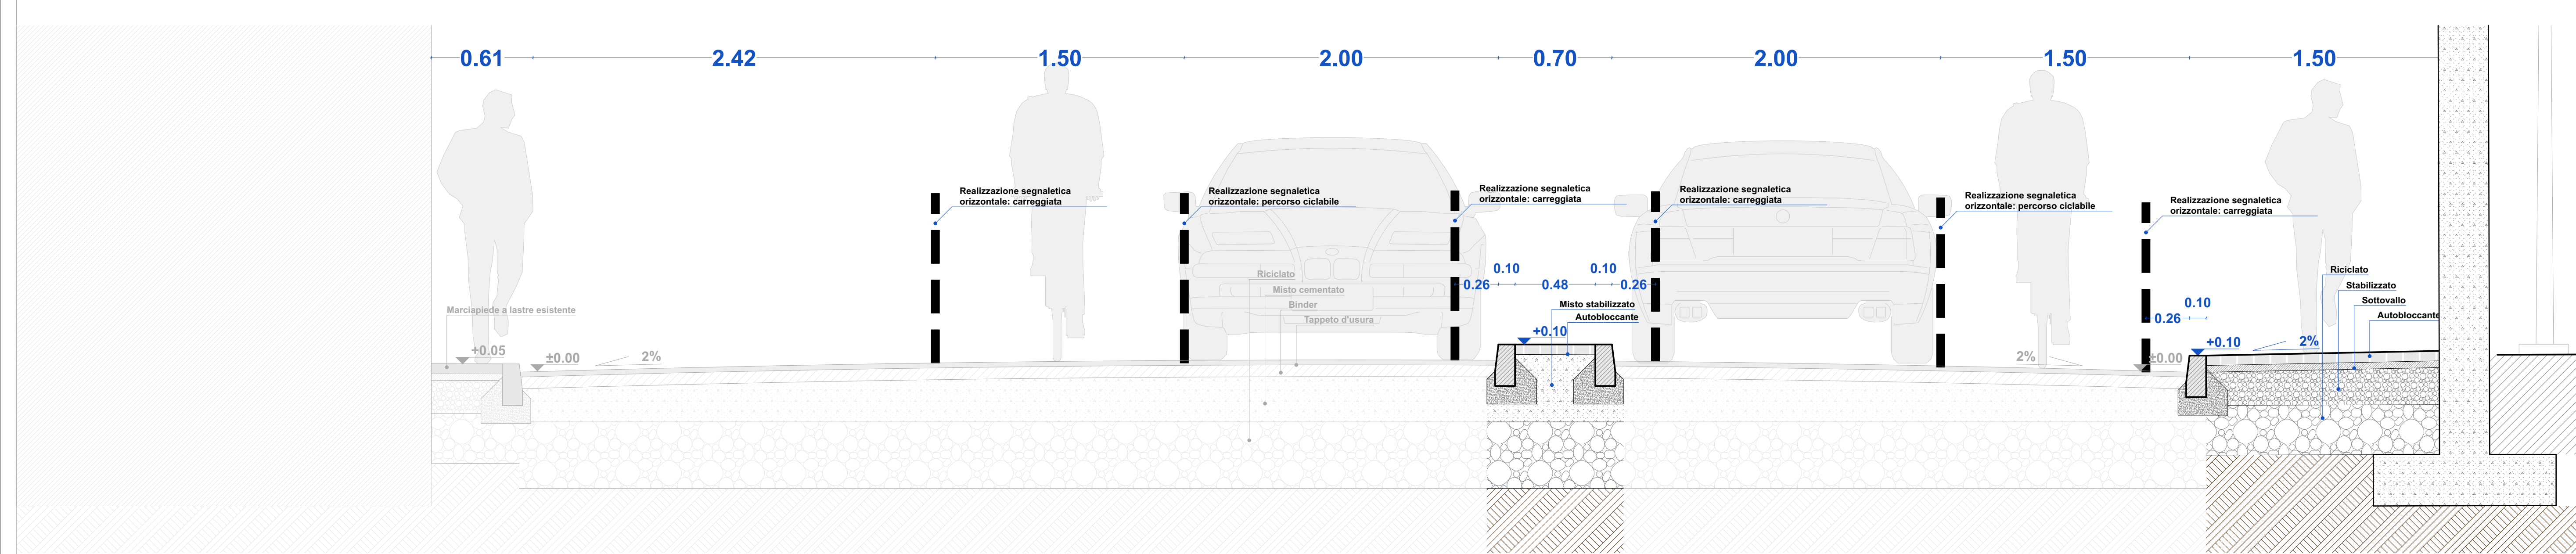 0.61 2.42 1.50 2.00 0.70 2.00 1.50 1.50
Realizzazione segnaletica
orizzontale: carreggiata
Realizzazione segnaletica
orizzontale: percorso ciclabile
Realizzazione segnaletica
orizzontale: carreggiata
Realizzazione segnaletica
orizzontale: carreggiata
Realizzazione segnaletica
orizzontale: percorso ciclabile
Realizzazione segnaletica
orizzontale: carreggiata
0.10 0.10
0.26 0.48 0.26
Riciclato
Misto cementato
Binder
Tappeto d'usura
Misto stabilizzato
Autobloccante
+0.10
Marciapiede a lastre esistente
+0.05
±0.00
2%
Riciclato
Stabilizzato
Sottovallo
Autobloccante
0.10
0.26
+0.10
2%
2%
±0.00